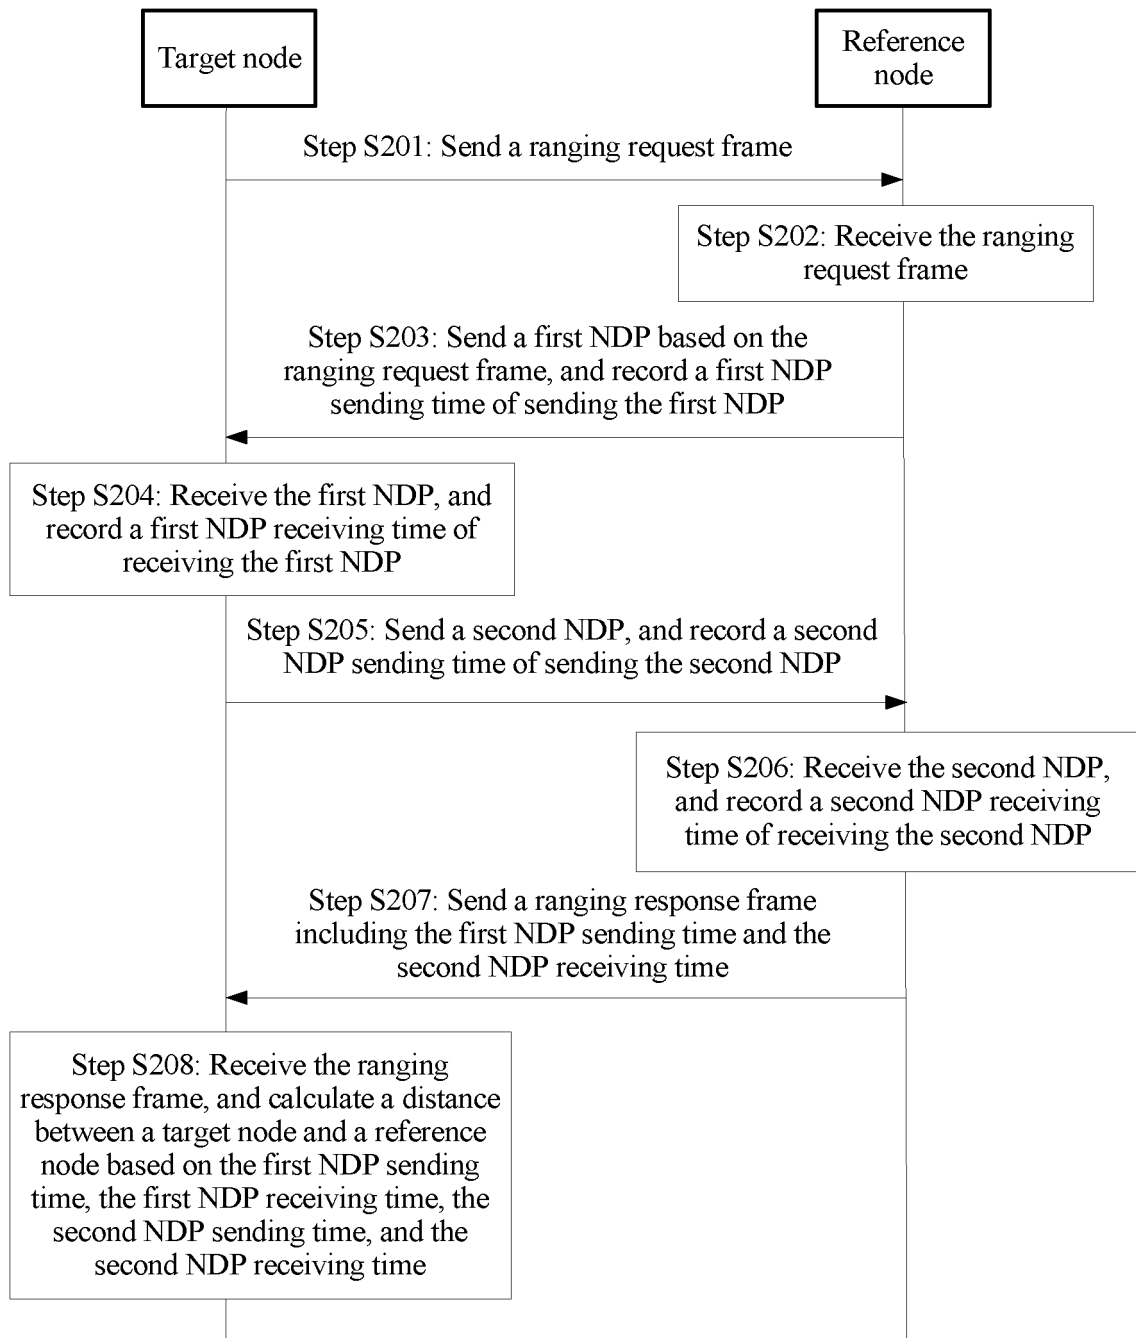 Target node
Reference
node
Step S201: Send a ranging request frame
Step S202: Receive the ranging
request frame
Step S203: Send a first NDP based on the
ranging request frame, and record a first NDP
sending time of sending the first NDP
Step S204: Receive the first NDP, and
record a first NDP receiving time of
receiving the first NDP
Step S205: Send a second NDP, and record a second
NDP sending time of sending the second NDP
Step S206: Receive the second NDP,
and record a second NDP receiving
time of receiving the second NDP
Step S207: Send a ranging response frame
including the first NDP sending time and the
second NDP receiving time
Step S208: Receive the ranging
response frame, and calculate a distance
between a target node and a reference
node based on the first NDP sending
time, the first NDP receiving time, the
second NDP sending time, and the
second NDP receiving time